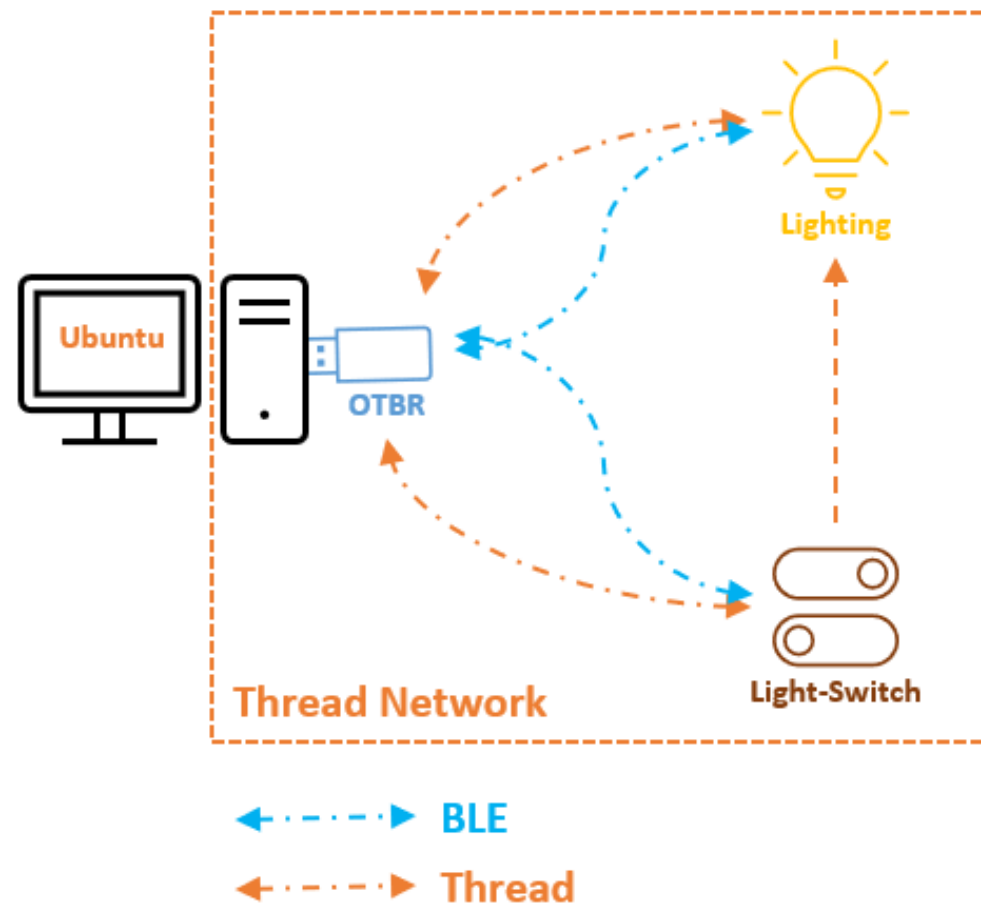 Lighting
Ubuntu
OTBR
Light-Switch
Thread Network
BLE
Thread